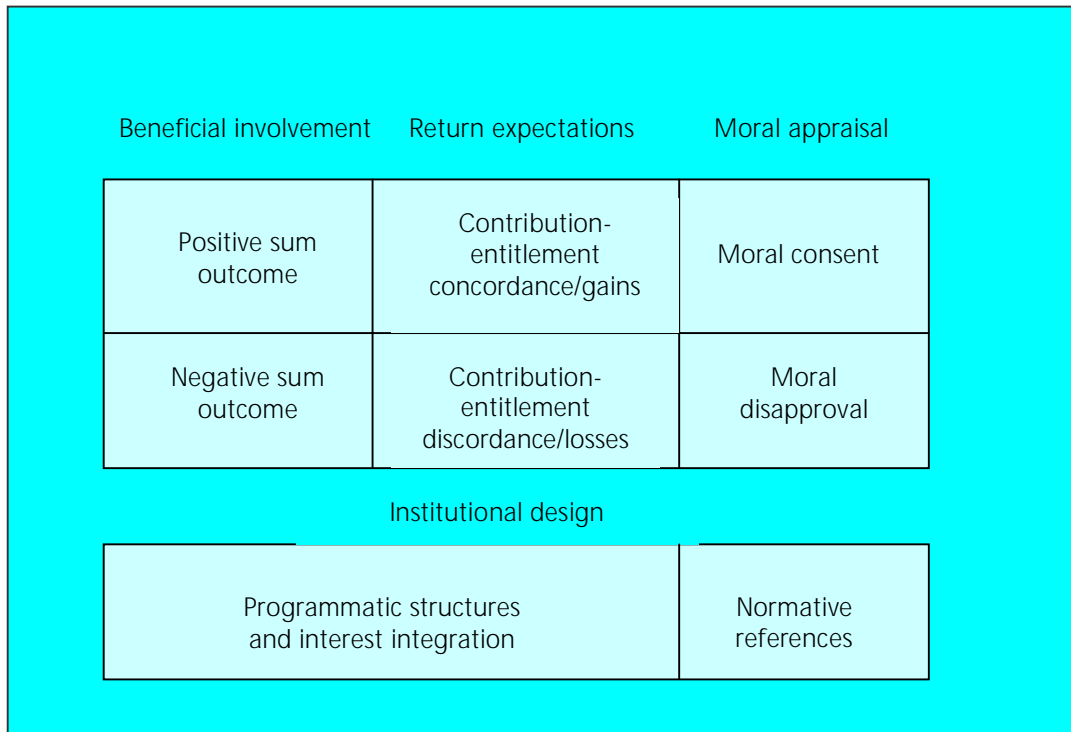 Beneficial involvement Return expectations Moral appraisal
Positive sum
outcome
Contribution-
entitlement
concordance/gains
Moral consent
Negative sum
outcome
Contribution-
entitlement
discordance/losses
Moral
disapproval
Institutional design
Programmatic structures
and interest integration
Normative
references